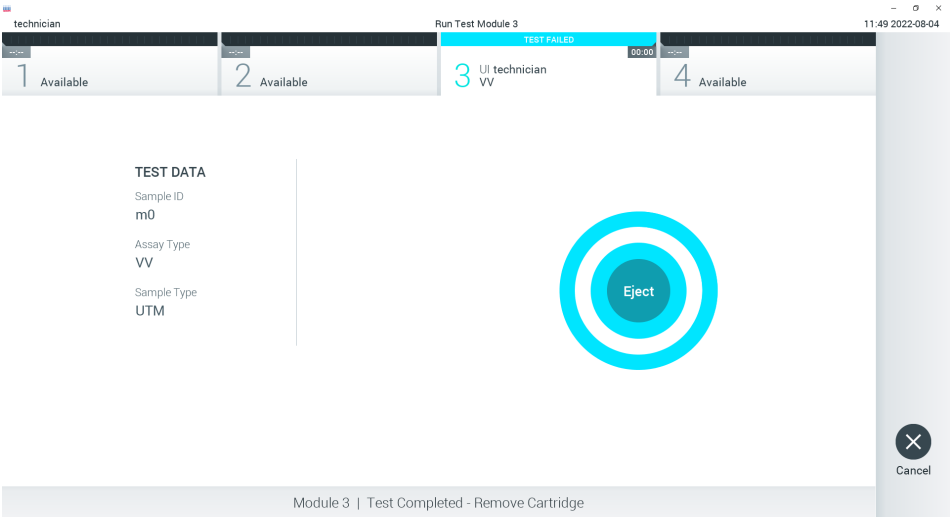 technician
Run Test Module 3
11:49 2022-08-04
TEST FAILED
--:--
--:--
00:00
--:--
1 Available
2 Available
3 UI technician
VV
4 Available
TEST DATA
Sample ID
m0
Assay Type
VV
Sample Type
UTM
Eject
Cancel
Module 3 | Test Completed - Remove Cartridge